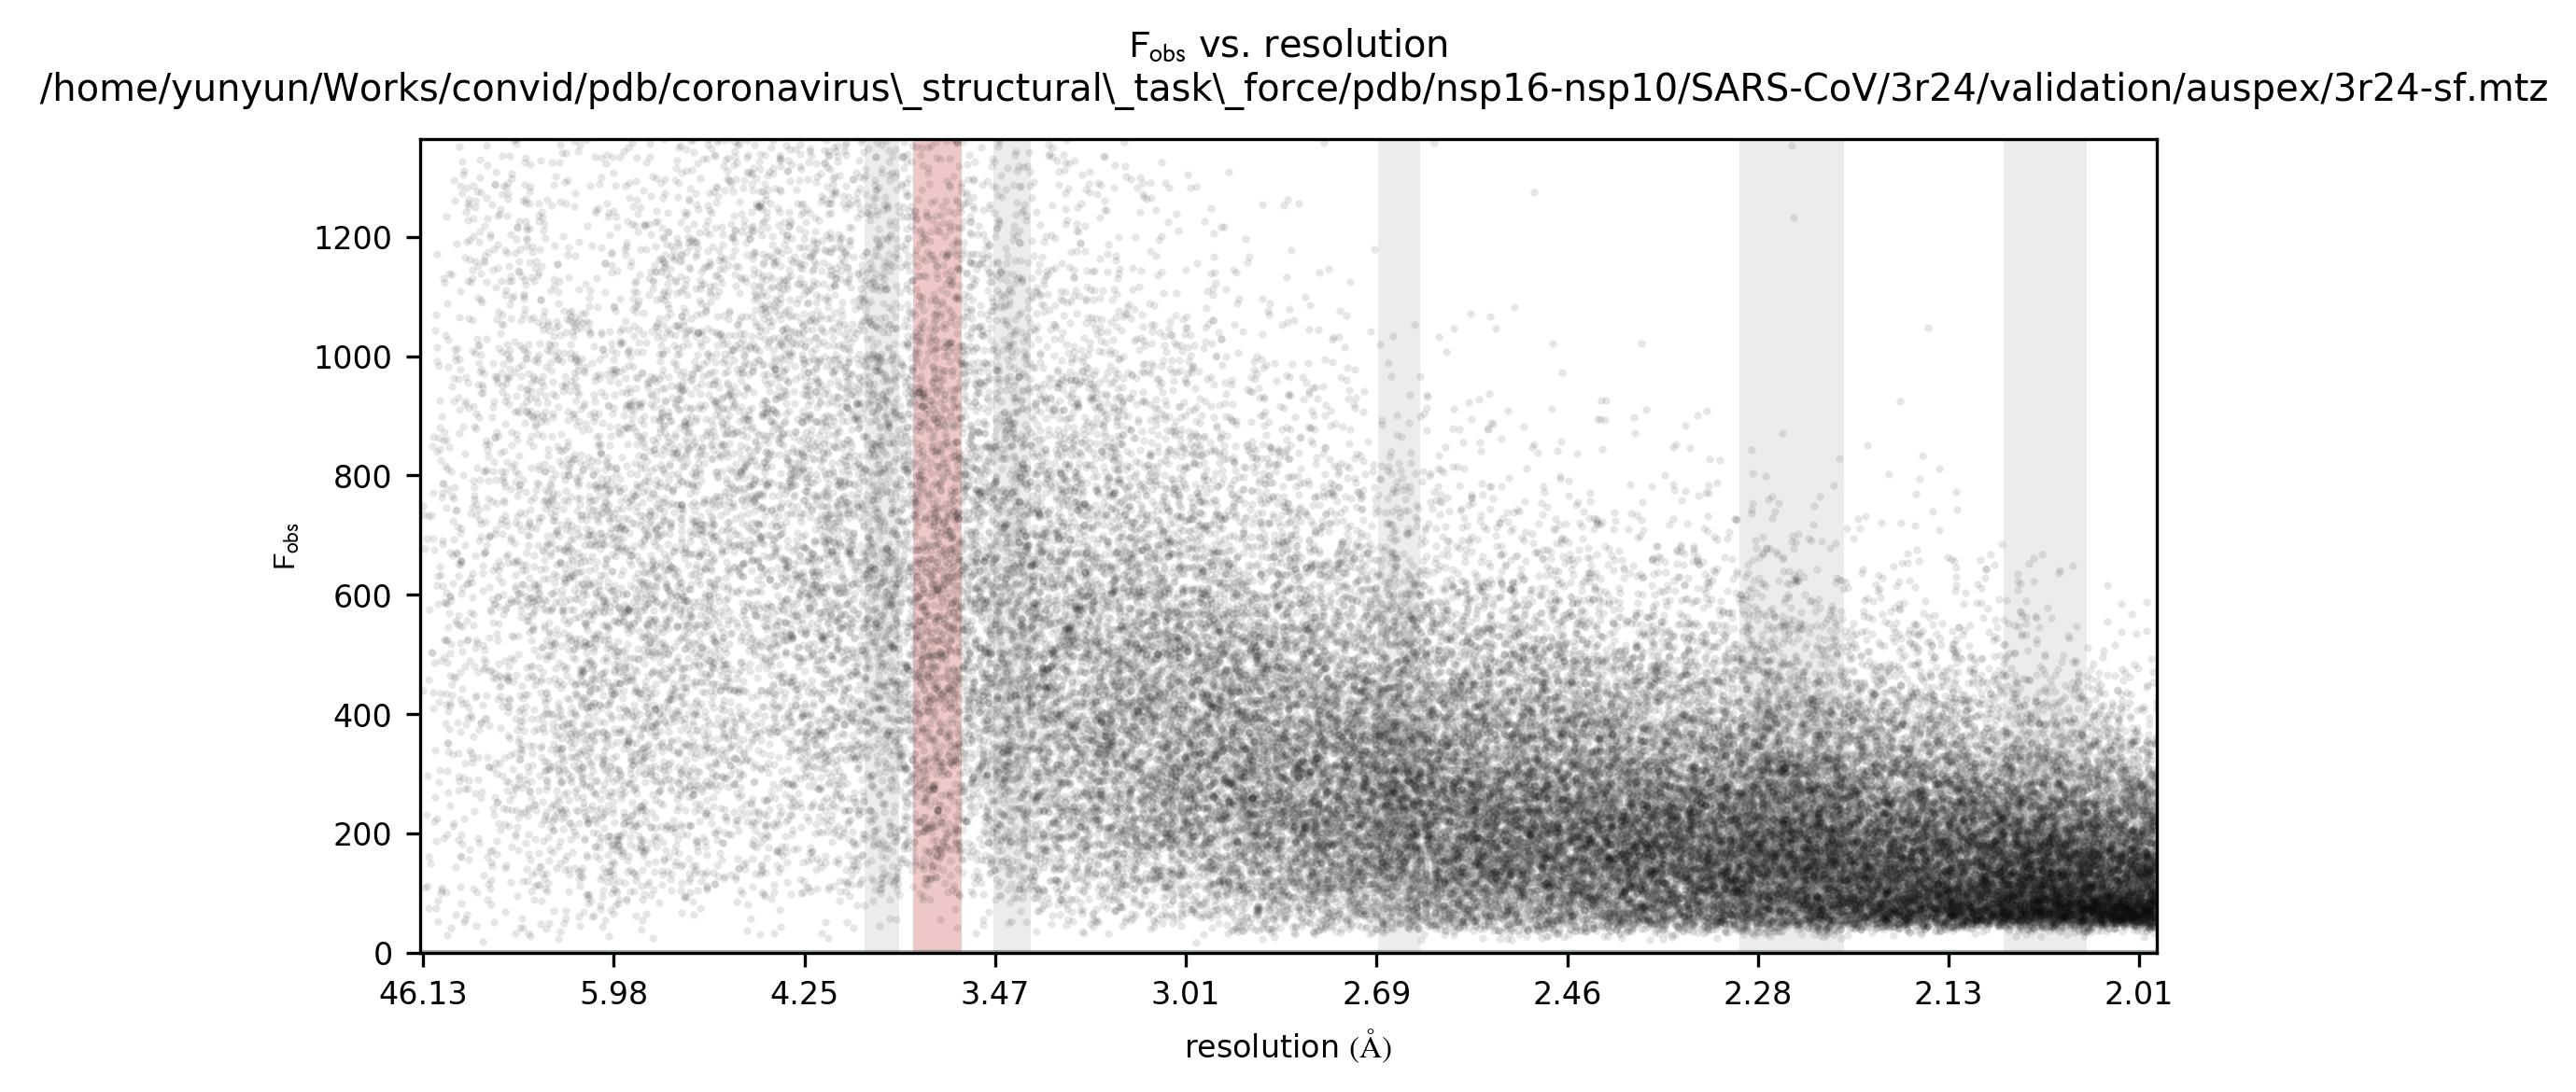 F_obs vs. resolution
/home/yunyun/Works/convid/pdb/coronavirus\_structural\_task\_force/pdb/nsp16-nsp10/SARS-CoV/3r24/validation/auspex/3r24-sf.mtz
1200
1000
800
600
400
200
0
F_obs
46.13 5.98 4.25 3.47 3.01 2.69 2.46 2.28 2.13 2.01
resolution (Å)